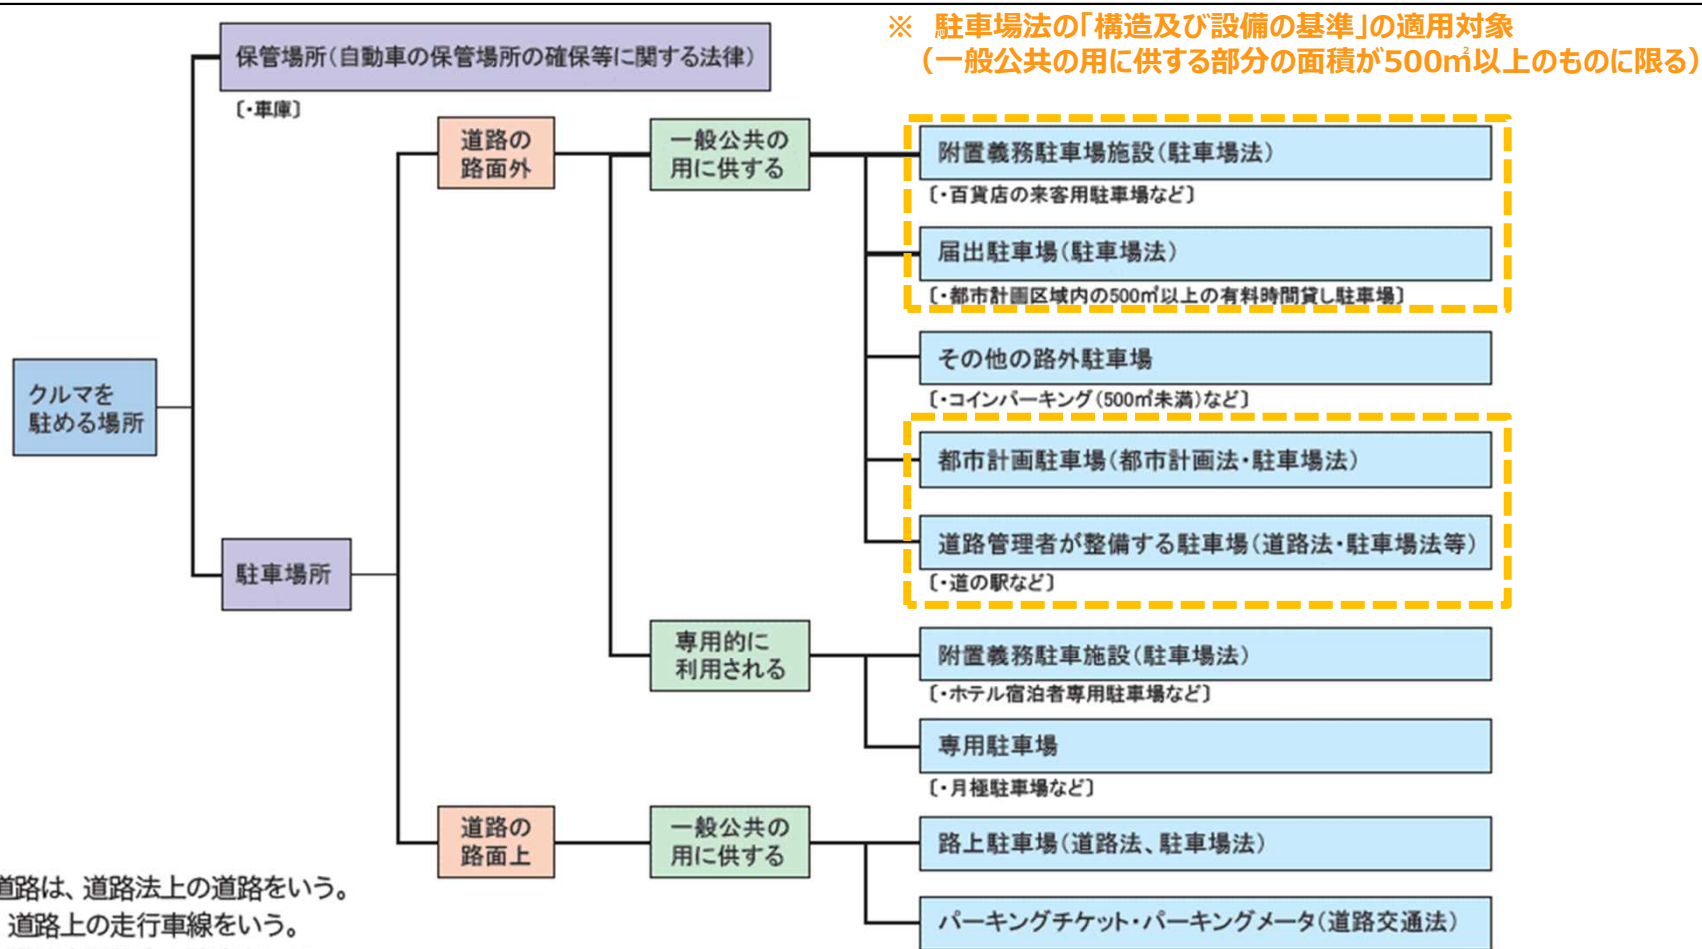 ※ 駐車場法の「構造及び設備の基準」の適用対象
（一般公共の用に供する部分の面積が500㎡以上のものに限る）
保管場所（自動車の保管場所の確保等に関する法律）
〔・車庫〕
道路の
路面外
一般公共の
用に供する
附置義務駐車場施設（駐車場法）
〔・百貨店の来客用駐車場など〕
届出駐車場（駐車場法）
〔・都市計画区域内の500㎡以上の有料時間貸し駐車場〕
その他の路外駐車場
〔・コインパーキング（500㎡未満）など〕
クルマを
駐める場所
都市計画駐車場（都市計画法・駐車場法）
道路管理者が整備する駐車場（道路法・駐車場法等）
〔・道の駅など〕
駐車場所
専用的に
利用される
附置義務駐車施設（駐車場法）
〔・ホテル宿泊者専用駐車場など〕
専用駐車場
〔・月極駐車場など〕
道路の
路面上
一般公共の
用に供する
路上駐車場（道路法、駐車場法）
パーキングチケット・パーキングメータ（道路交通法）
道路は、道路法上の道路をいう。
道路上の走行車線をいう。